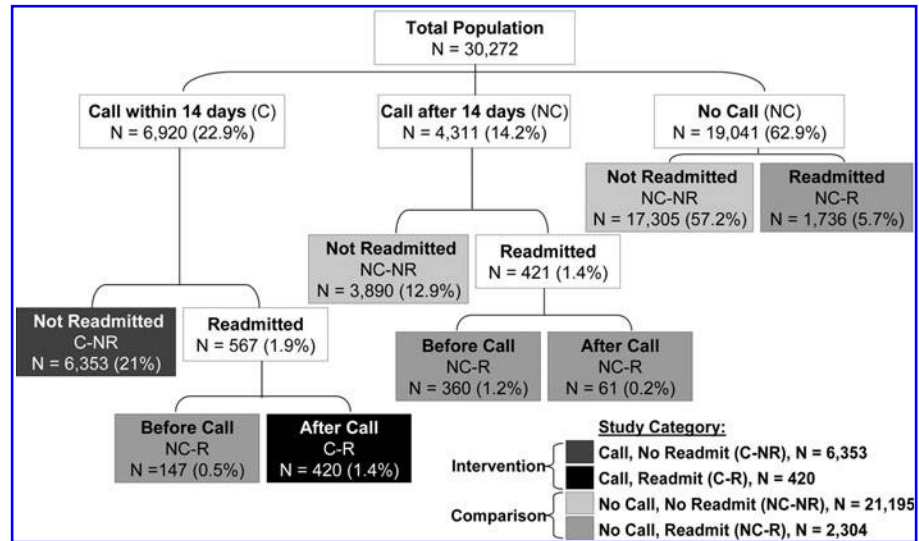 Total Population
N = 30,272
Call within 14 days (C)
N = 6,920 (22.9%)
Call after 14 days (NC)
N = 4,311 (14.2%)
No Call (NC)
N = 19,041 (62.9%)
Not Readmitted
NC-NR
N = 17,305 (57.2%)
Readmitted
NC-R
N = 1,736 (5.7%)
Not Readmitted
NC-NR
N = 3,890 (12.9%)
Readmitted
N = 421 (1.4%)
Not Readmitted
C-NR
N = 6,353 (21%)
Readmitted
N = 567 (1.9%)
Before Call
NC-R
N = 360 (1.2%)
After Call
NC-R
N = 61 (0.2%)
Before Call
NC-R
N =147 (0.5%)
After Call
C-R
N = 420 (1.4%)
Study Category:
Intervention
Call, No Readmit (C-NR), N = 6,353
Call, Readmit (C-R), N = 420
Comparison
No Call, No Readmit (NC-NR), N = 21,195
No Call, Readmit (NC-R), N = 2,304